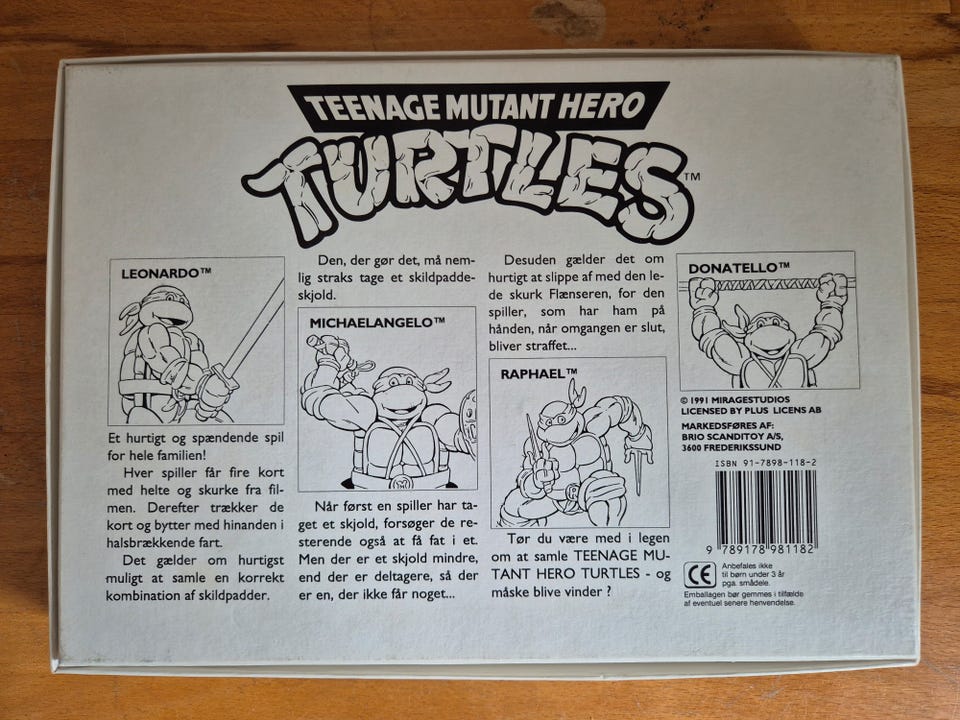 TEENAGE MUTANT HERO
TURTLES™
LEONARDO™
Et hurtigt og spændende spil
for hele familien!
Hver spiller får fire kort
med helte og skurke fra fil-
men. Derefter trækker de
kort og bytter med hinanden i
halsbrækkende fart.
Det gælder om hurtigst
muligt at samle en korrekt
kombination af skildpadder.
Den, der gør det, må nem-
lig straks tage et skildpadde-
skjold.
MICHAELANGELO™
Når først en spiller har ta-
get et skjold, forsøger de re-
sterende også at få fat i et.
Men der er et skjold mindre,
end der er deltagere, så der
er en, der ikke får noget...
Desuden gælder det om
hurtigt at slippe af med den le-
de skurk Flænseren, for den
spiller, som har ham på
hånden, når omgangen er slut,
bliver straffet...
RAPHAEL™
Tør du være med i legen
om at samle TEENAGE MU-
TANT HERO TURTLES - og
måske blive vinder ?
DONATELLO™
© 1991 MIRAGESTUDIOS
LICENSED BY PLUS LICENS AB
MARKEDSFØRES AF:
BRIO SCANDITOY A/S,
3600 FREDERIKSSUND
ISBN 91-7898-118-2
9 789178 981182
CE
Anbefales ikke
til børn under 3 år
pga. smådele.
Emballagen bør gemmes i tilfælde
af eventuel senere henvendelse.